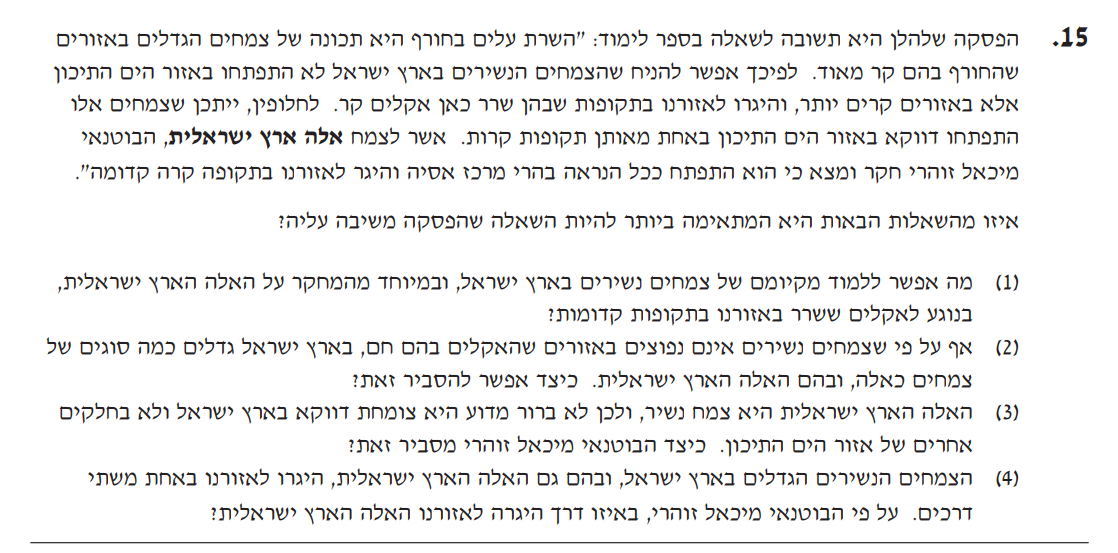 15. הפסקה שלהלן היא תשובה לשאלה בספר לימוד: "השרת עלים בחורף היא תכונה של צמחים הגדלים באזורים
שהחורף בהם קר מאוד. לפיכך אפשר להניח שהצמחים הנשירים בארץ ישראל לא התפתחו באזור הים התיכון
אלא באזורים קרים יותר, והיגרו לאזורנו בתקופות שבהן שרר כאן אקלים קר. לחלופין, ייתכן שצמחים אלו
התפתחו דווקא באזור הים התיכון באחת מאותן תקופות קרות. אשר לצמח אלה ארץ ישראלית, הבוטנאי
מיכאל זוהרי חקר ומצא כי הוא התפתח ככל הנראה בהרי מרכז אסיה והיגר לאזורנו בתקופה קרה קדומה".
איזו מהשאלות הבאות היא המתאימה ביותר להיות השאלה שהפסקה משיבה עליה?
(1) מה אפשר ללמוד מקיומם של צמחים נשירים בארץ ישראל, ובמיוחד מהמחקר על האלה הארץ ישראלית,
בנוגע לאקלים ששרר באזורנו בתקופות קדומות?
(2) אף על פי שצמחים נשירים אינם נפוצים באזורים שהאקלים בהם חם, בארץ ישראל גדלים כמה סוגים של
צמחים כאלה, ובהם האלה הארץ ישראלית. כיצד אפשר להסביר זאת?
(3) האלה הארץ ישראלית היא צמח נשיר, ולכן לא ברור מדוע היא צומחת דווקא בארץ ישראל ולא בחלקים
אחרים של אזור הים התיכון. כיצד הבוטנאי מיכאל זוהרי מסביר זאת?
(4) הצמחים הנשירים הגדלים בארץ ישראל, ובהם גם האלה הארץ ישראלית, היגרו לאזורנו באחת משתי
דרכים. על פי הבוטנאי מיכאל זוהרי, באיזו דרך היגרה לאזורנו האלה הארץ ישראלית?